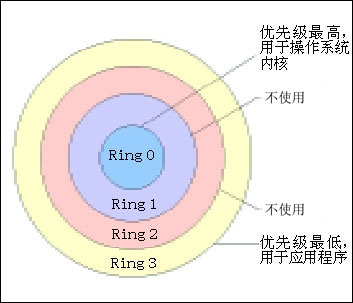 优先级最高，
用于操作系统
内核
不使用
Ring 0
Ring 1
不使用
Ring 2
优先级最低，
用于应用程序
Ring 3